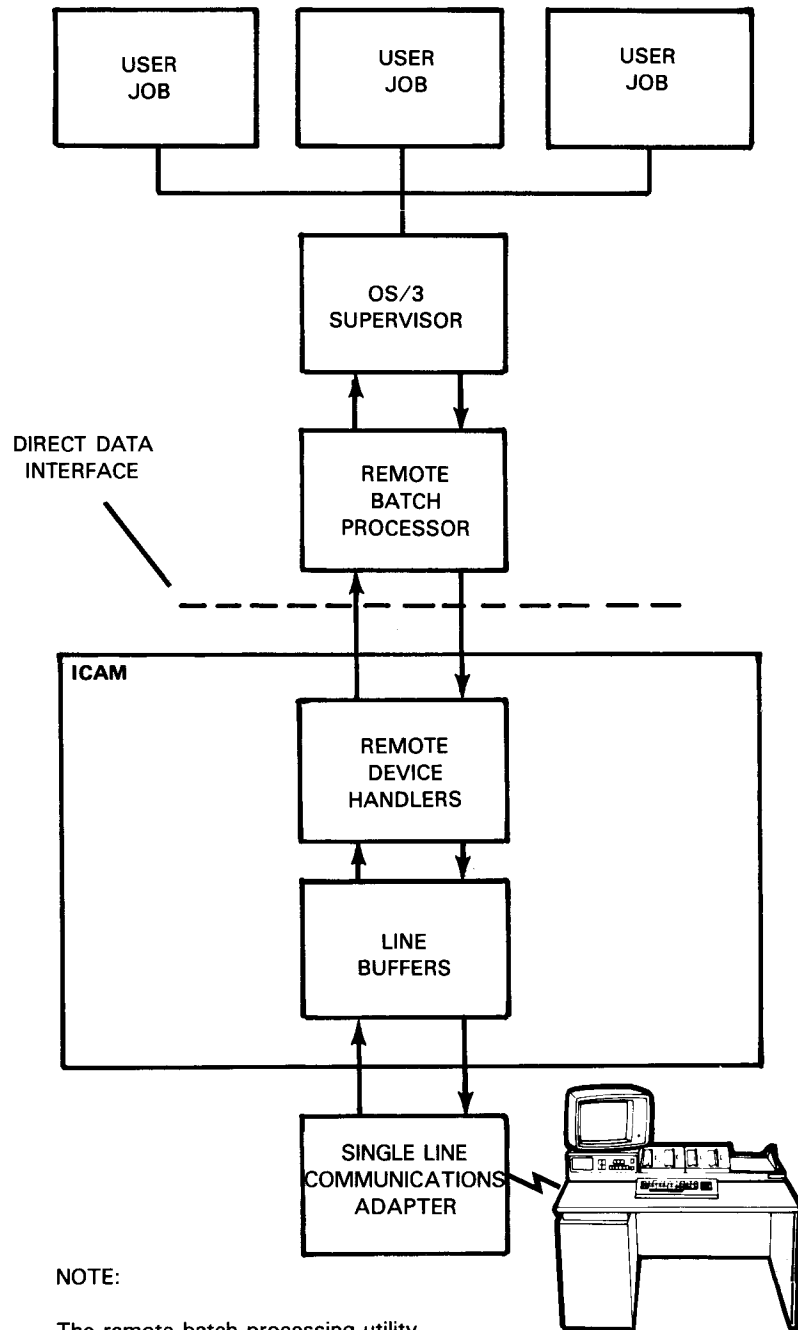 USER
JOB
USER
JOB
USER
JOB
OS/3
SUPERVISOR
DIRECT DATA
INTERFACE
REMOTE
BATCH
PROCESSOR
ICAM
REMOTE
DEVICE
HANDLERS
LINE
BUFFERS
SINGLE LINE
COMMUNICATIONS
ADAPTER
NOTE:
The remote batch processing utility